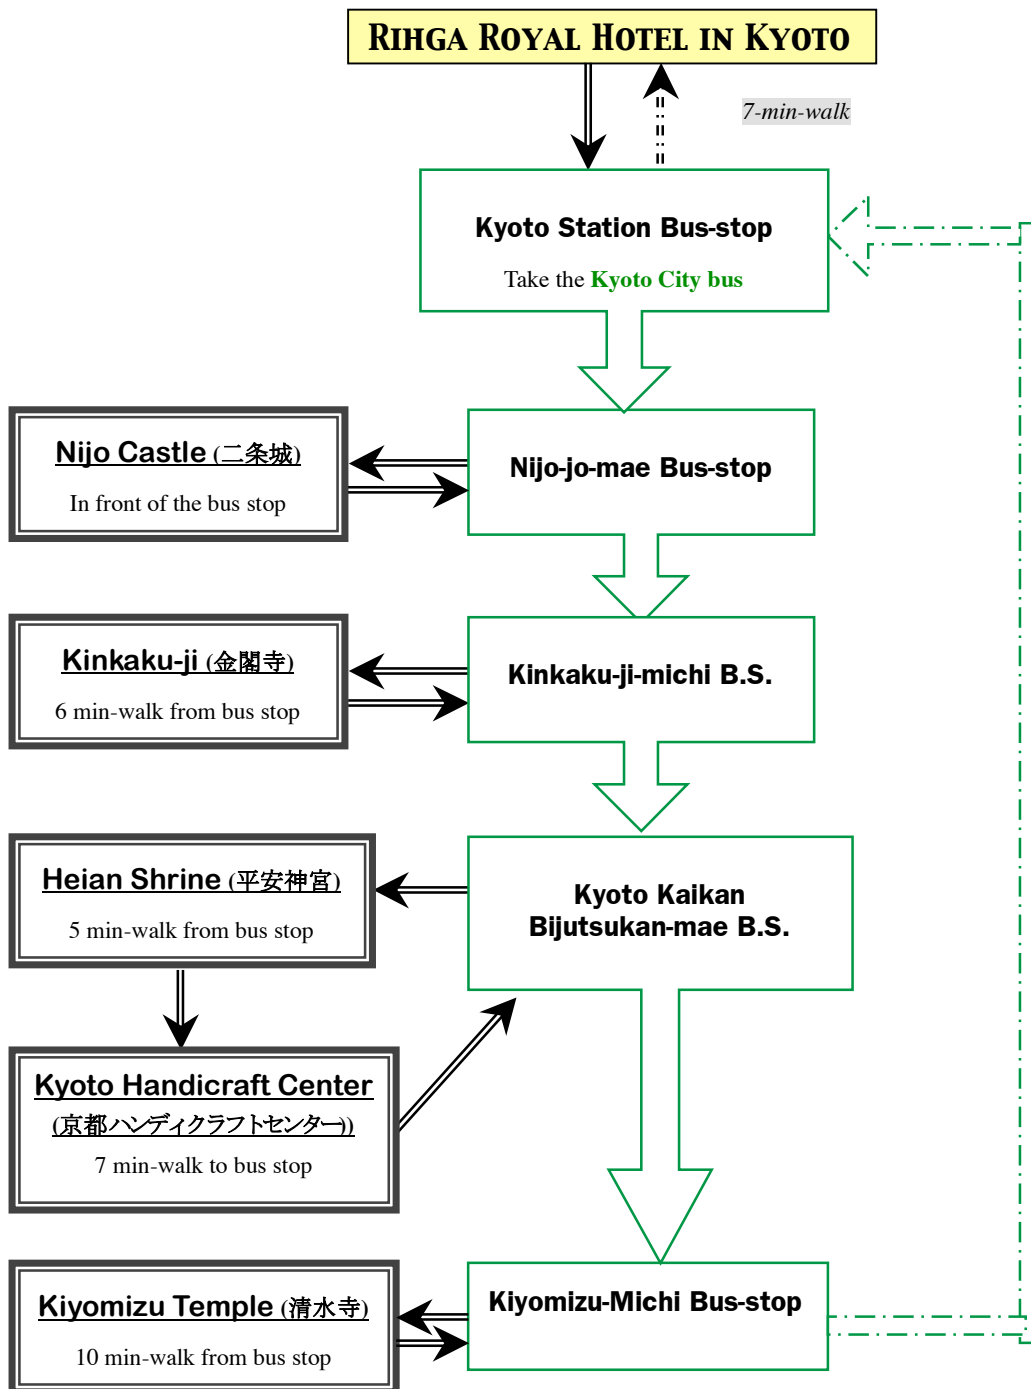 RIHGA ROYAL HOTEL IN KYOTO
7-min-walk
Kyoto Station Bus-stop
Take the Kyoto City bus
Nijo Castle (二条城)
In front of the bus stop
Nijo-jo-mae Bus-stop
Kinkaku-ji (金閣寺)
6 min-walk from bus stop
Kinkaku-ji-michi B.S.
Heian Shrine (平安神宮)
5 min-walk from bus stop
Kyoto Kaikan
Bijutsukan-mae B.S.
Kyoto Handicraft Center
(京都ハンディクラフトセンター))
7 min-walk to bus stop
Kiyomizu Temple (清水寺)
10 min-walk from bus stop
Kiyomizu-Michi Bus-stop